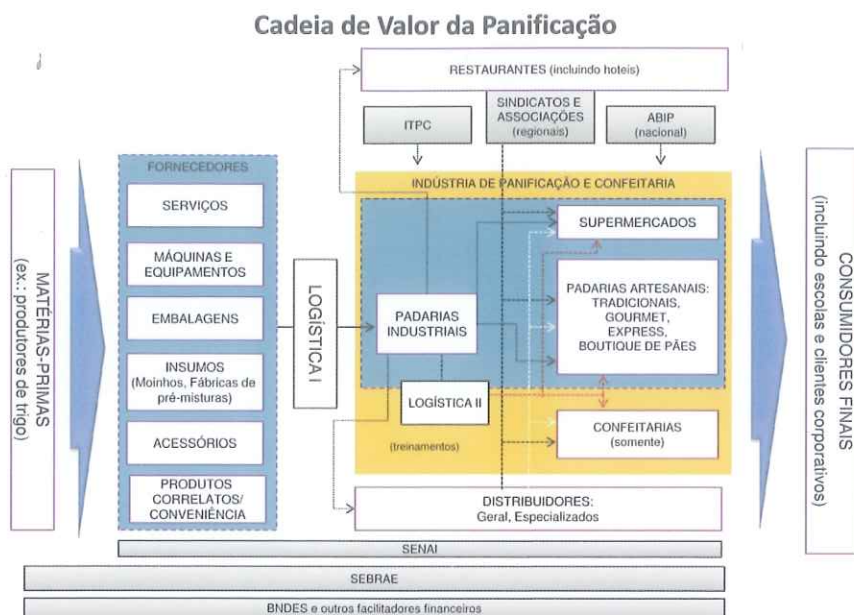 Cadeia de Valor da Panificação
RESTAURANTES (incluindo hoteis)
ITPC
SINDICATOS E
ASSOCIAÇÕES
(regionais)
ABIP
(nacional)
MATÉRIAS-PRIMAS
(ex.: produtores de trigo)
FORNECEDORES
SERVIÇOS
MÁQUINAS E
EQUIPAMENTOS
EMBALAGENS
INSUMOS
(Moinhos, Fábricas de
pré-misturas)
ACESSÓRIOS
PRODUTOS
CORRELATOS/
CONVENIÊNCIA
LOGÍSTICA I
INDÚSTRIA DE PANIFICAÇÃO E CONFEITARIA
PADARIAS
INDUSTRIAIS
LOGÍSTICA II
(treinamentos)
SUPERMERCADOS
PADARIAS ARTESANAIS:
TRADICIONAIS,
GOURMET,
EXPRESS,
BOUTIQUE DE PÃES
CONFEITARIAS
(somente)
DISTRIBUIDORES:
Geral, Especializados
CONSUMIDORES FINAIS
(incluindo escolas e clientes corporativos)
SENAI
SEBRAE
BNDES e outros facilitadores financeiros